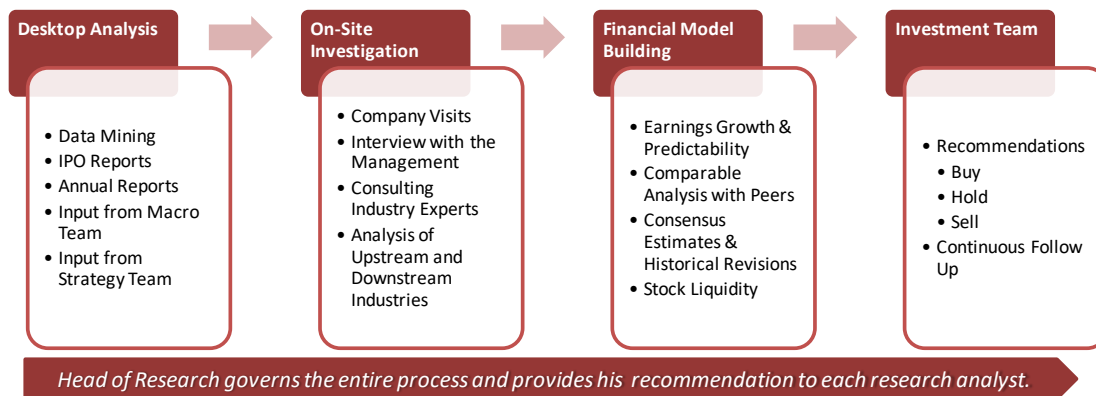 Desktop Analysis
• Data Mining
• IPO Reports
• Annual Reports
• Input from Macro
Team
• Input from
Strategy Team
On-Site
Investigation
• Company Visits
• Interview with the
Management
• Consulting
Industry Experts
• Analysis of
Upstream and
Downstream
Industries
Financial Model
Building
• Earnings Growth &
Predictability
• Comparable
Analysis with Peers
• Consensus
Estimates &
Historical Revisions
• Stock Liquidity
Investment Team
• Recommendations
• Buy
• Hold
• Sell
• Continuous Follow
Up
Head of Research governs the entire process and provides his recommendation to each research analyst.